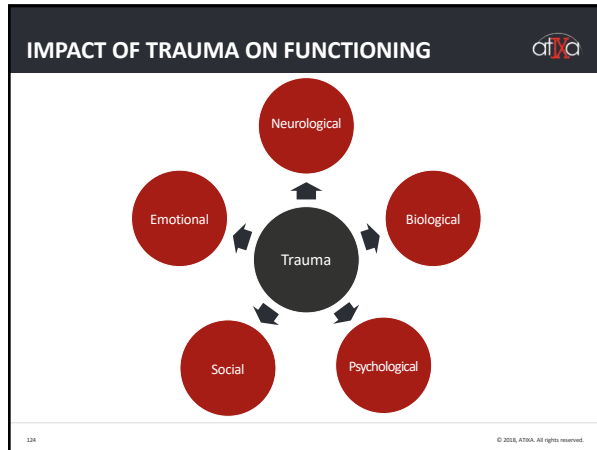 IMPACT OF TRAUMA ON FUNCTIONING
atIXa
Neurological
Emotional
Biological
Trauma
Social
Psychological
124
© 2018, ATIXA. All rights reserved.